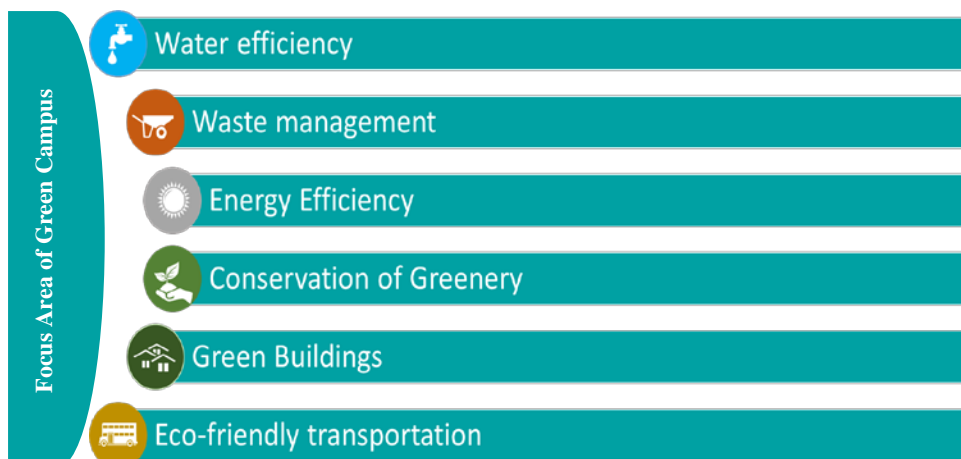 Focus Area of Green Campus
Water efficiency
Waste management
Energy Efficiency
Conservation of Greenery
Green Buildings
Eco-friendly transportation